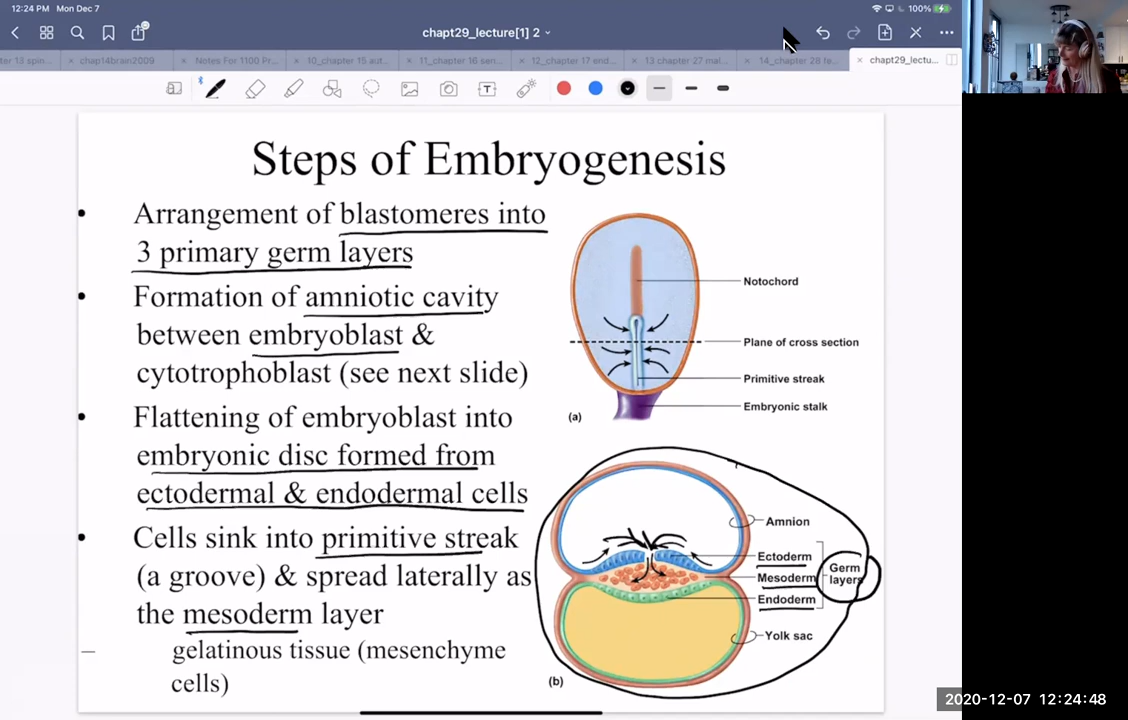 12:24 PM Mon Dec 7
100%
chapt29_lecture[1] 2
ter 13 spin...
chap14brain2009
Notes For 1100 Pr...
10_chapter 15 aut...
11_chapter 16 sen...
12_chapter 17 end...
13 chapter 27 mal...
14_chapter 28 fe...
chapt29_lectu...
Steps of Embryogenesis
• Arrangement of blastomeres into
3 primary germ layers
• Formation of amniotic cavity
between embryoblast &
cytotrophoblast (see next slide)
• Flattening of embryoblast into
embryonic disc formed from
ectodermal & endodermal cells
• Cells sink into primitive streak
(a groove) & spread laterally as
the mesoderm layer
– gelatinous tissue (mesenchyme
cells)
Notochord
Plane of cross section
Primitive streak
Embryonic stalk
(a)
Amnion
Ectoderm
Mesoderm
Endoderm
Germ
layers
Yolk sac
(b)
2020-12-07 12:24:48